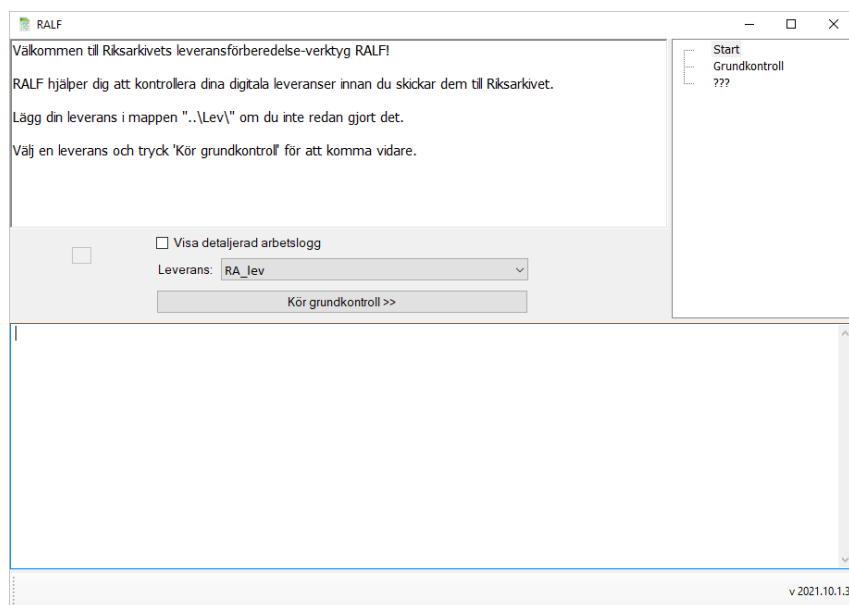 RALF
Välkommen till Riksarkivets leveransförberedelse-verktyg RALF!
RALF hjälper dig att kontrollera dina digitala leveranser innan du skickar dem till Riksarkivet.
Lägg din leverans i mappen "..\Lev\" om du inte redan gjort det.
Välj en leverans och tryck 'Kör grundkontroll' för att komma vidare.
Start
Grundkontroll
???
Visa detaljerad arbetslogg
Leverans: RA_lev
Kör grundkontroll >>
v 2021.10.1.3